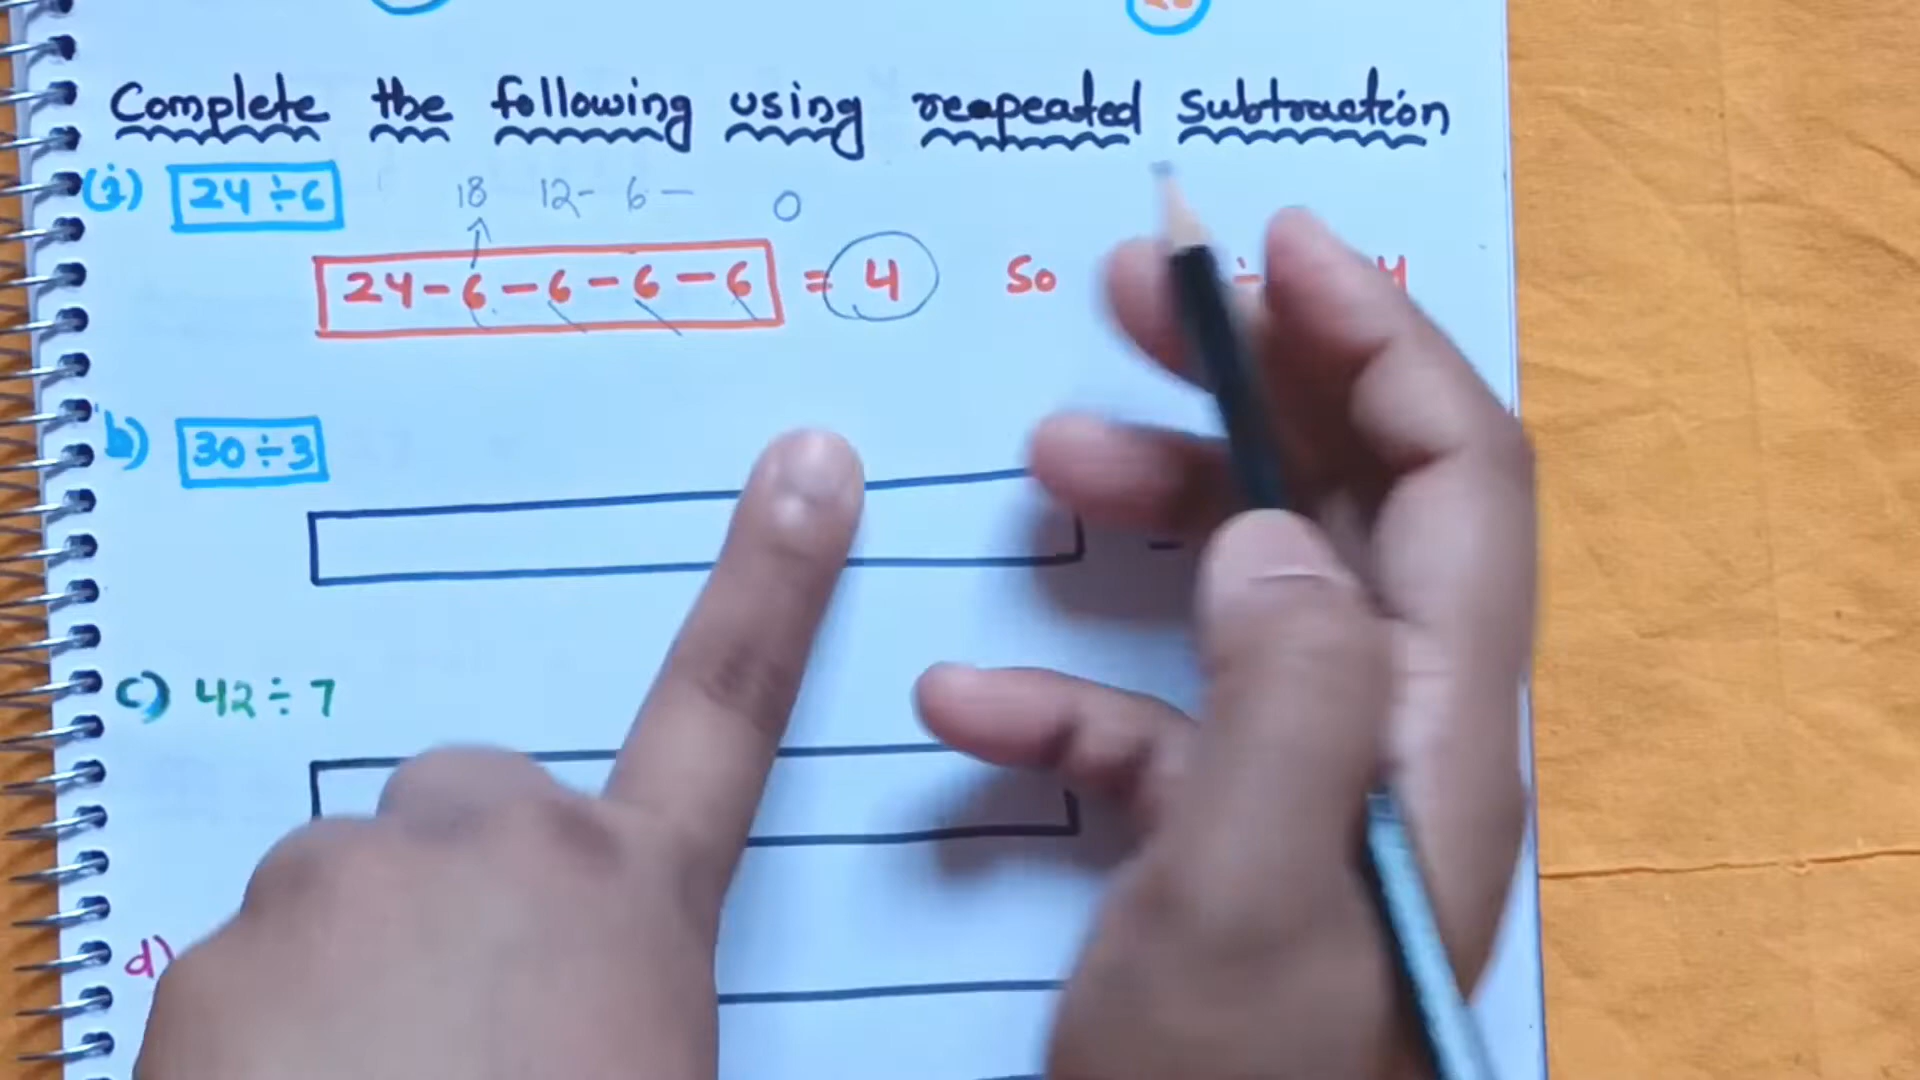 Complete the following using reapeated subtraction
(i) 24 ÷ 6 18 12- 6 - 0
24 - 6 - 6 - 6 - 6 = 4 So ÷ 4
b) 30 ÷ 3
-
c) 42 ÷ 7
d)